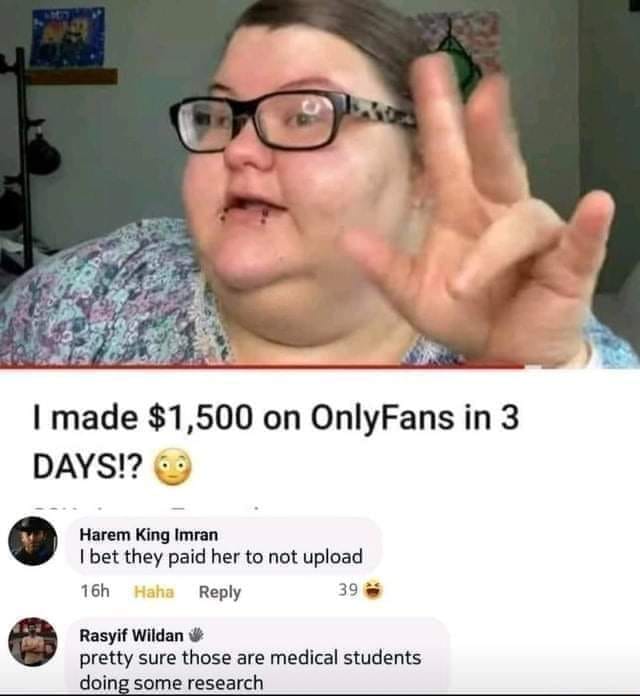 I made $1,500 on OnlyFans in 3
DAYS!? 😳
Harem King Imran
I bet they paid her to not upload
16h Haha Reply 39 😆
Rasyif Wildan 👋
pretty sure those are medical students
doing some research